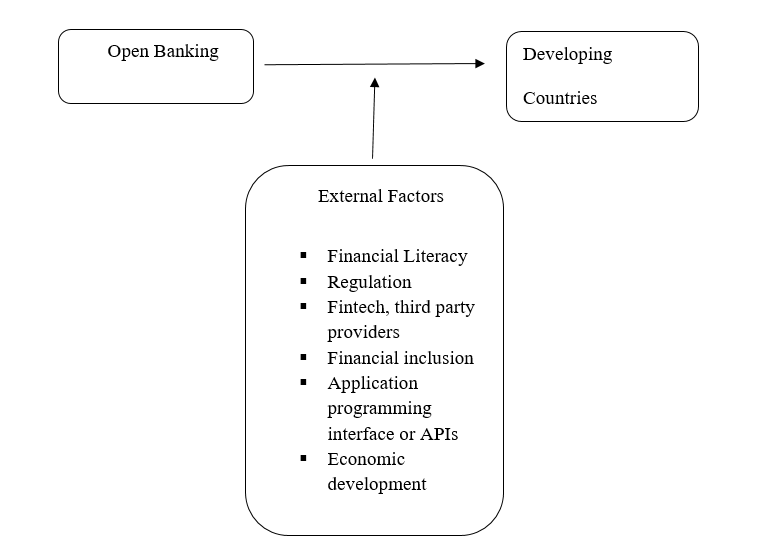 Open Banking
Developing
Countries
External Factors
▪ Financial Literacy
▪ Regulation
▪ Fintech, third party
providers
▪ Financial inclusion
▪ Application
programming
interface or APIs
▪ Economic
development